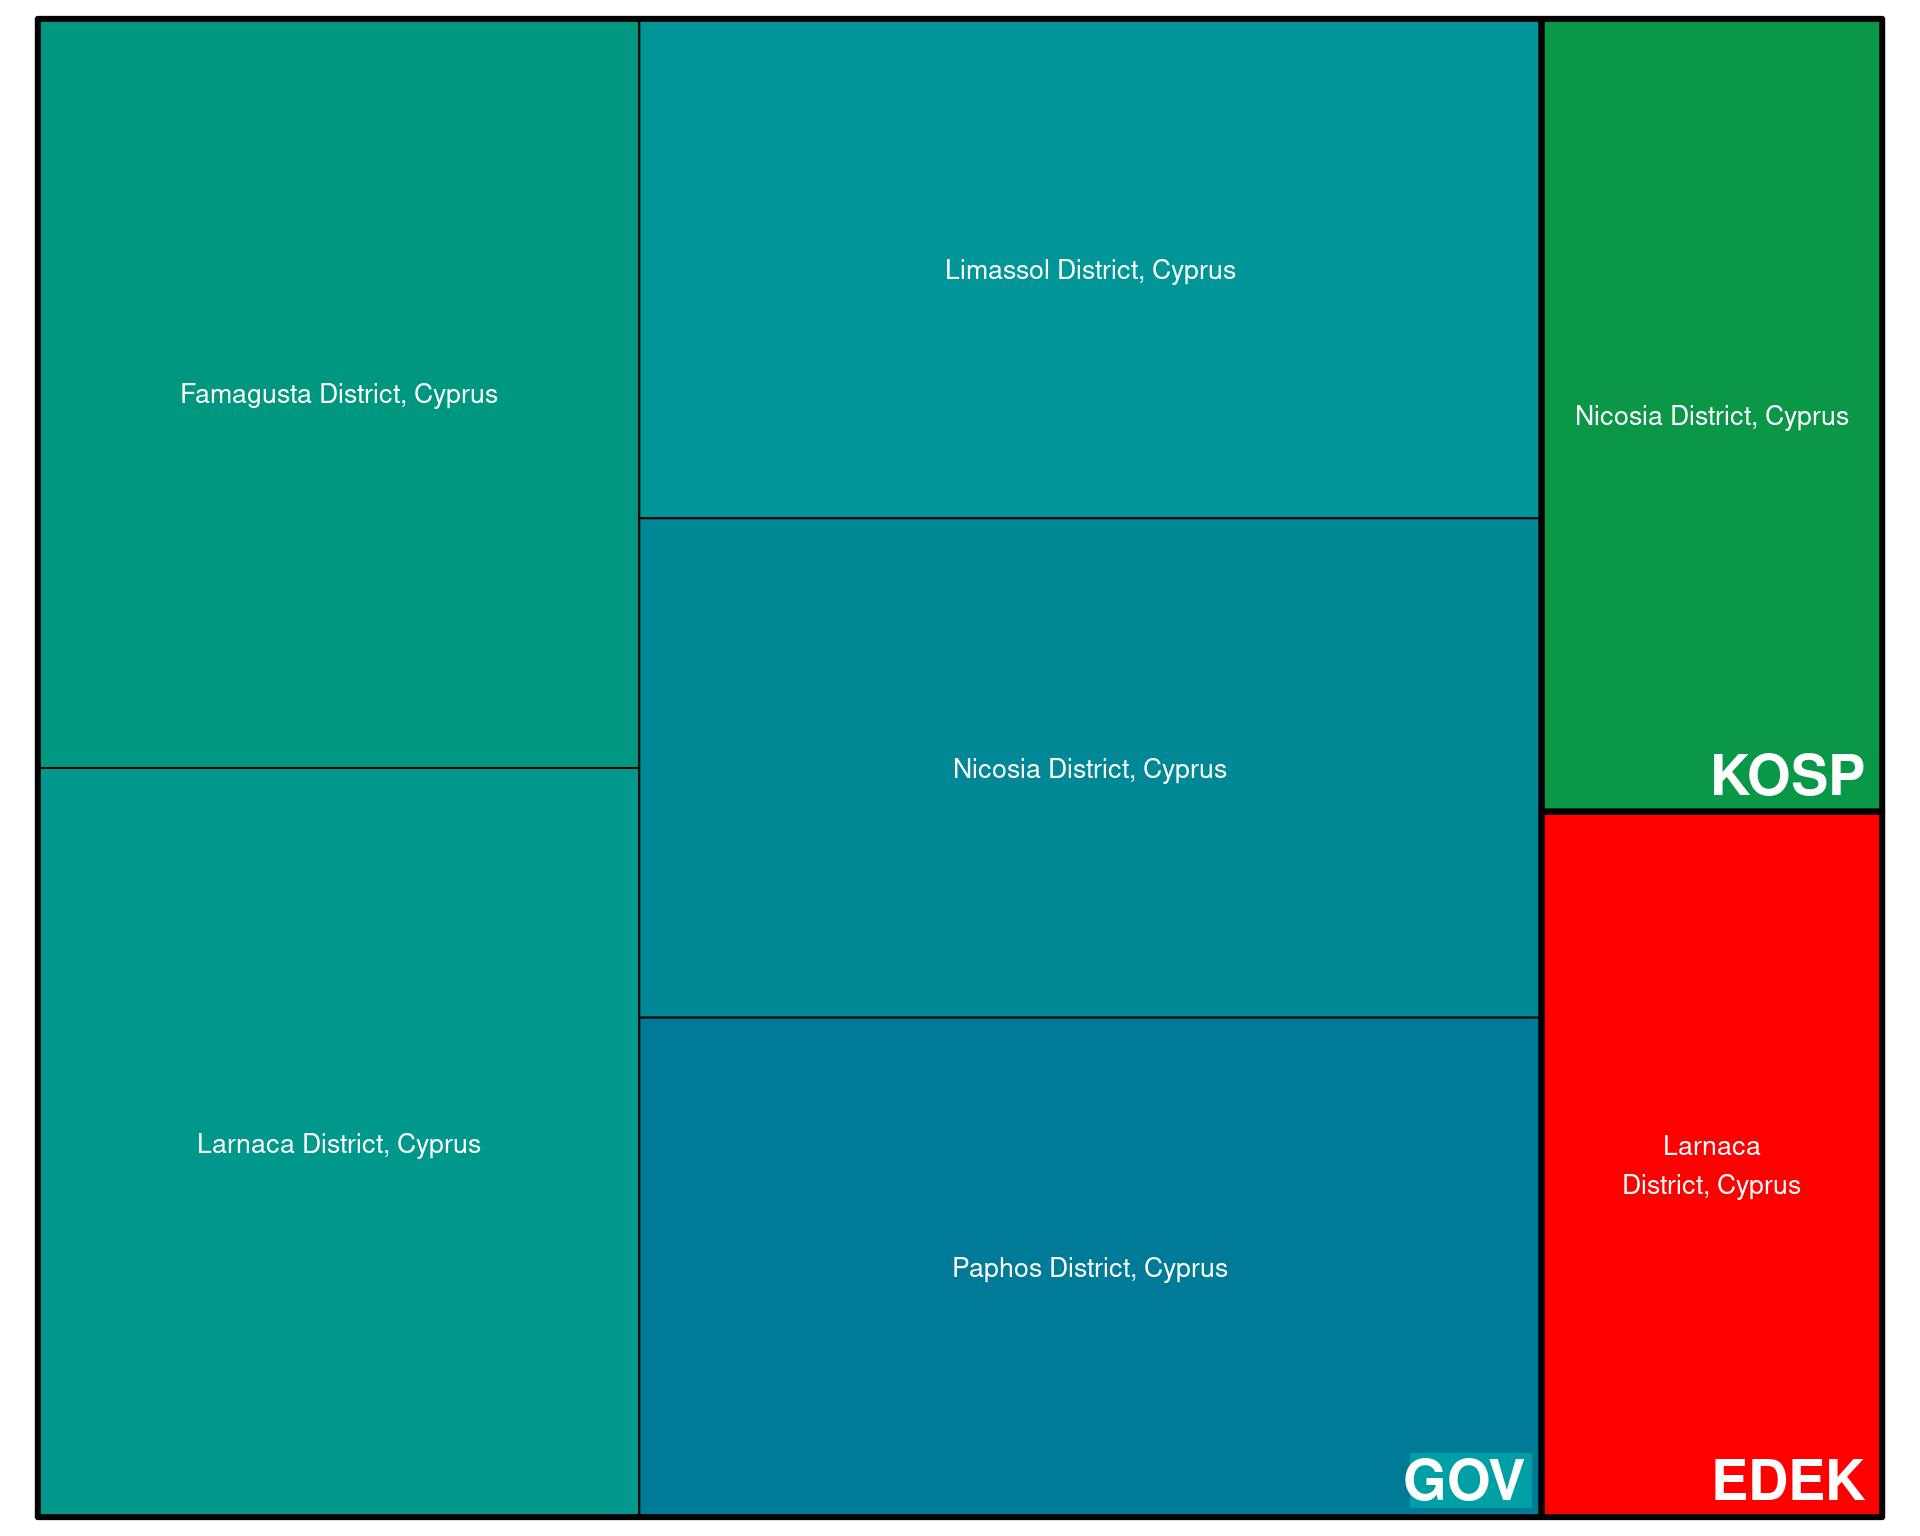 Famagusta District, Cyprus
Larnaca District, Cyprus
Limassol District, Cyprus
Nicosia District, Cyprus
Paphos District, Cyprus
GOV
Nicosia District, Cyprus
KOSP
Larnaca
District, Cyprus
EDEK